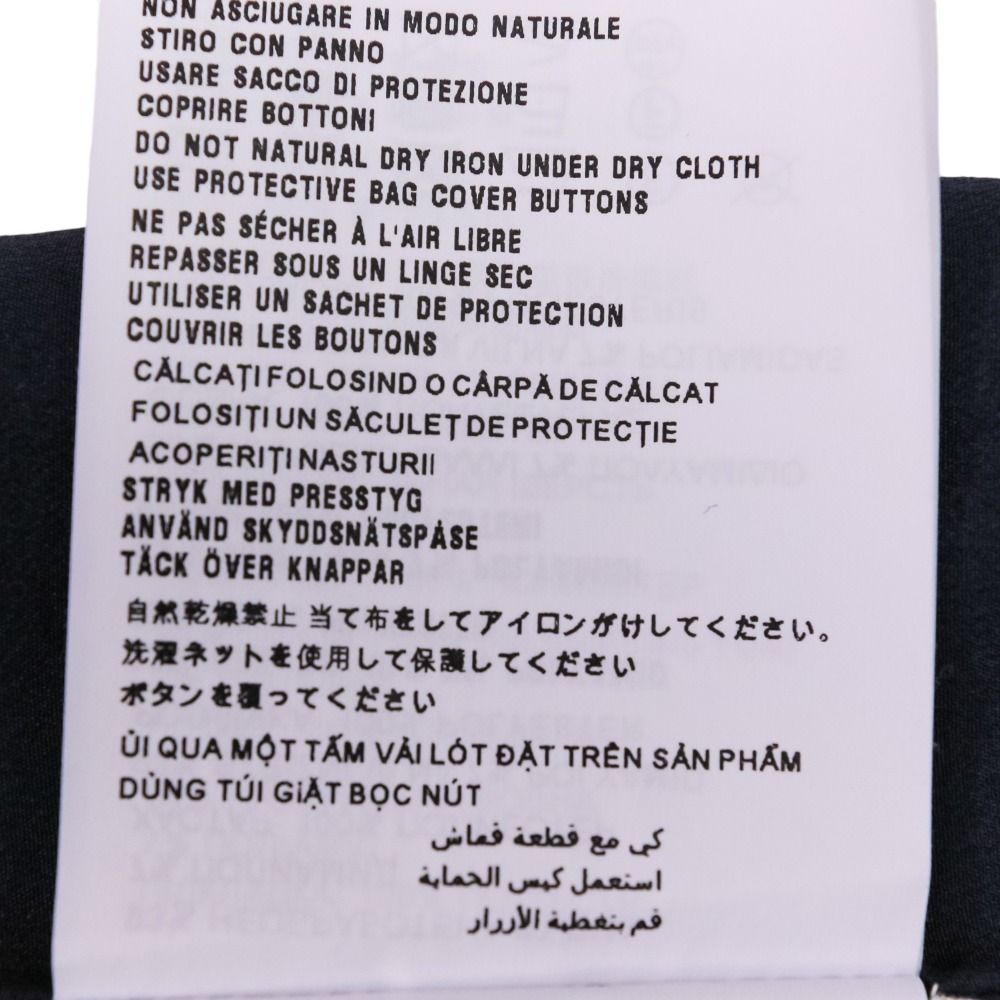 NON ASCIUGARE IN MODO NATURALE
STIRO CON PANNO
USARE SACCO DI PROTEZIONE
COPRIRE BOTTONI
DO NOT NATURAL DRY IRON UNDER DRY CLOTH
USE PROTECTIVE BAG COVER BUTTONS
NE PAS SÉCHER À L'AIR LIBRE
REPASSER SOUS UN LINGE SEC
UTILISER UN SACHET DE PROTECTION
COUVRIR LES BOUTONS
CĂLCAȚI FOLOSIND O CÂRPĂ DE CĂLCAT
FOLOSIȚI UN SĂCULEȚ DE PROTECȚIE
ACOPERIȚI NASTURII
STRYK MED PRESSTYG
ANVÄND SKYDDSNÄTSPÅSE
TÄCK ÖVER KNAPPAR
自然乾燥禁止 当て布をしてアイロンがけしてください。
洗濯ネットを使用して保護してください
ボタンを覆ってください
ỦI QUA MỘT TẤM VẢI LÓT ĐẶT TRÊN SẢN PHẨM
DÙNG TÚI GiẶT BỌC NÚT
كي مع قطعة قماش
استعمل كيس الحماية
قم بتغطية الأزرار